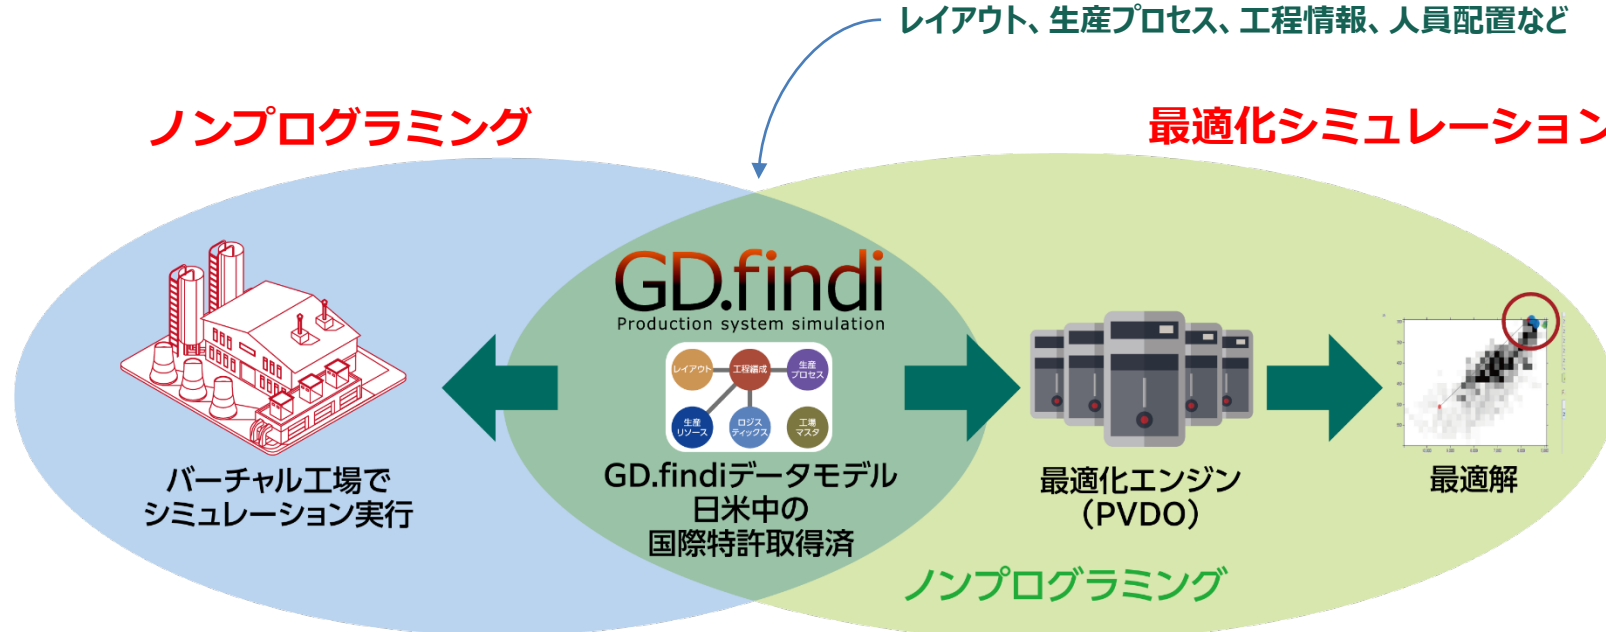 レイアウト、生産プロセス、工程情報、人員配置など
ノンプログラミング
最適化シミュレーション
GD.findi
Production system simulation
レイアウト
工程編成
生産
プロセス
生産
リソース
ロジス
ティックス
工場
マスタ
バーチャル工場で
シミュレーション実行
GD.findiデータモデル
日米中の
国際特許取得済
最適化エンジン
（PVDO）
最適解
ノンプログラミング